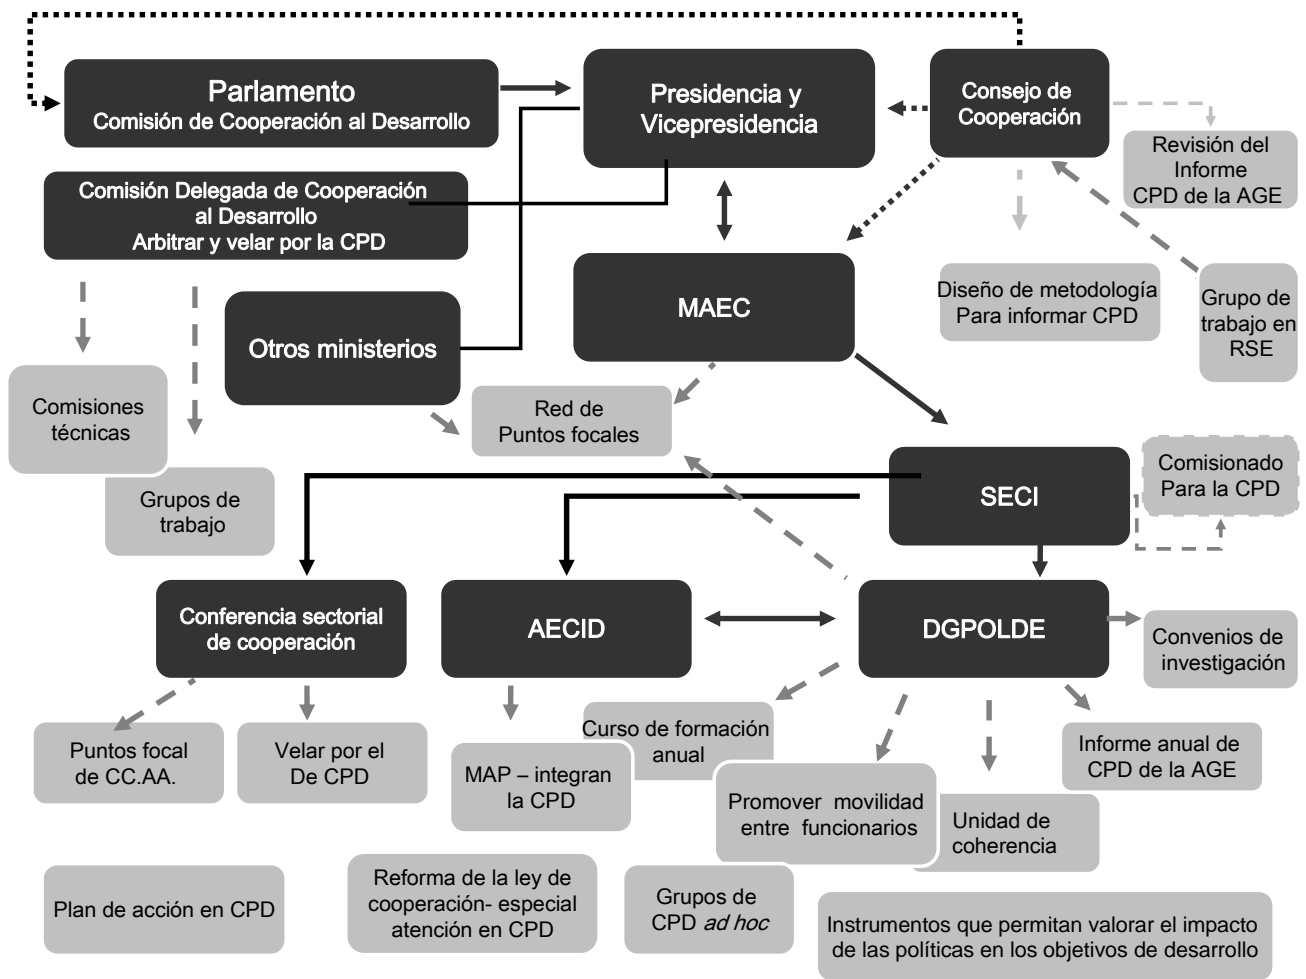 Parlamento
Comisión de Cooperación al Desarrollo
Presidencia y
Vicepresidencia
Consejo de
Cooperación
Revisión del
Informe
CPD de la AGE
Comisión Delegada de Cooperación
al Desarrollo
Arbitrar y velar por la CPD
MAEC
Diseño de metodología
Para informar CPD
Grupo de
trabajo en
RSE
Otros ministerios
Comisiones
técnicas
Red de
Puntos focales
Grupos de
trabajo
SECI
Comisionado
Para la CPD
Conferencia sectorial
de cooperación
AECID
DGPOLDE
Convenios de
investigación
Puntos focal
de CC.AA.
Velar por el
De CPD
MAP – integran
la CPD
Curso de formación
anual
Promover movilidad
entre funcionarios
Unidad de
coherencia
Informe anual de
CPD de la AGE
Plan de acción en CPD
Reforma de la ley de
cooperación- especial
atención en CPD
Grupos de
CPD ad hoc
Instrumentos que permitan valorar el impacto
de las políticas en los objetivos de desarrollo